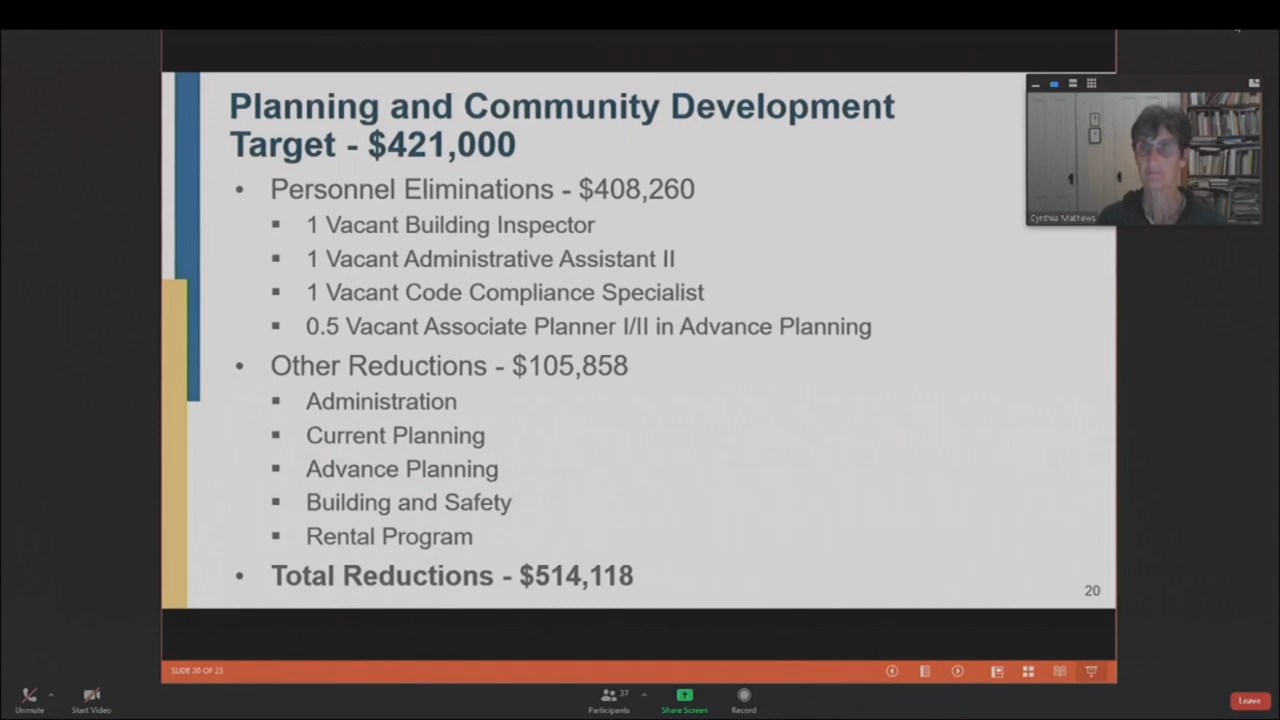 Planning and Community Development
Target - $421,000
• Personnel Eliminations - $408,260
▪ 1 Vacant Building Inspector
▪ 1 Vacant Administrative Assistant II
▪ 1 Vacant Code Compliance Specialist
▪ 0.5 Vacant Associate Planner I/II in Advance Planning
• Other Reductions - $105,858
▪ Administration
▪ Current Planning
▪ Advance Planning
▪ Building and Safety
▪ Rental Program
• Total Reductions - $514,118
20
Cynthia Mathews
SLIDE 20 OF 23
Unmute
Start Video
Participants
37
Share Screen
Record
Leave